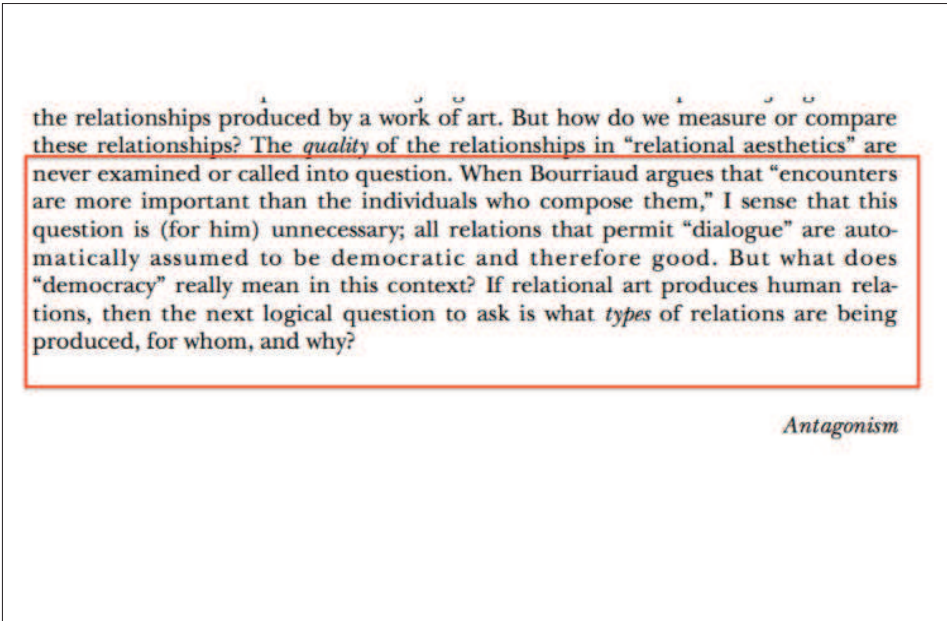 the relationships produced by a work of art. But how do we measure or compare
these relationships? The quality of the relationships in “relational aesthetics” are
never examined or called into question. When Bourriaud argues that “encounters
are more important than the individuals who compose them,” I sense that this
question is (for him) unnecessary; all relations that permit “dialogue” are auto-
matically assumed to be democratic and therefore good. But what does
“democracy” really mean in this context? If relational art produces human rela-
tions, then the next logical question to ask is what types of relations are being
produced, for whom, and why?
Antagonism